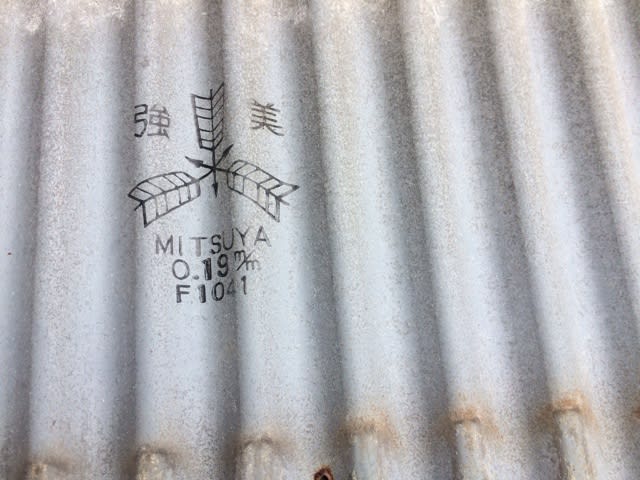 強 美
MITSUYA
0.19 m/m
F1041